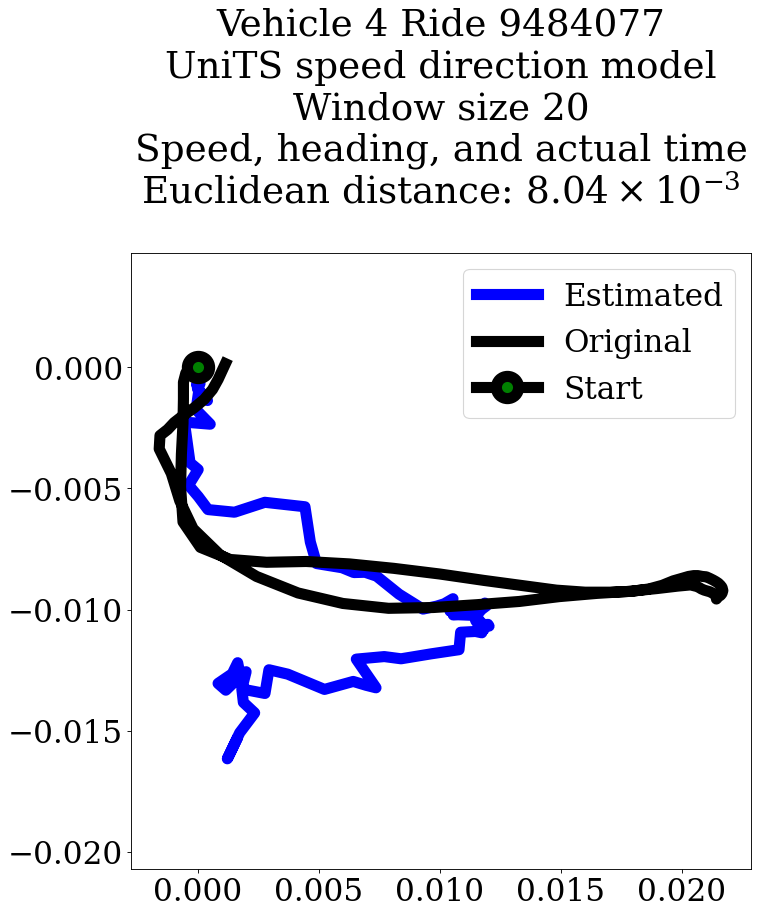 Vehicle 4 Ride 9484077
UniTS speed direction model
Window size 20
Speed, heading, and actual time
Euclidean distance: 8.04 × 10⁻³
Estimated
Original
Start
0.000
−0.005
−0.010
−0.015
−0.020
0.000 0.005 0.010 0.015 0.020